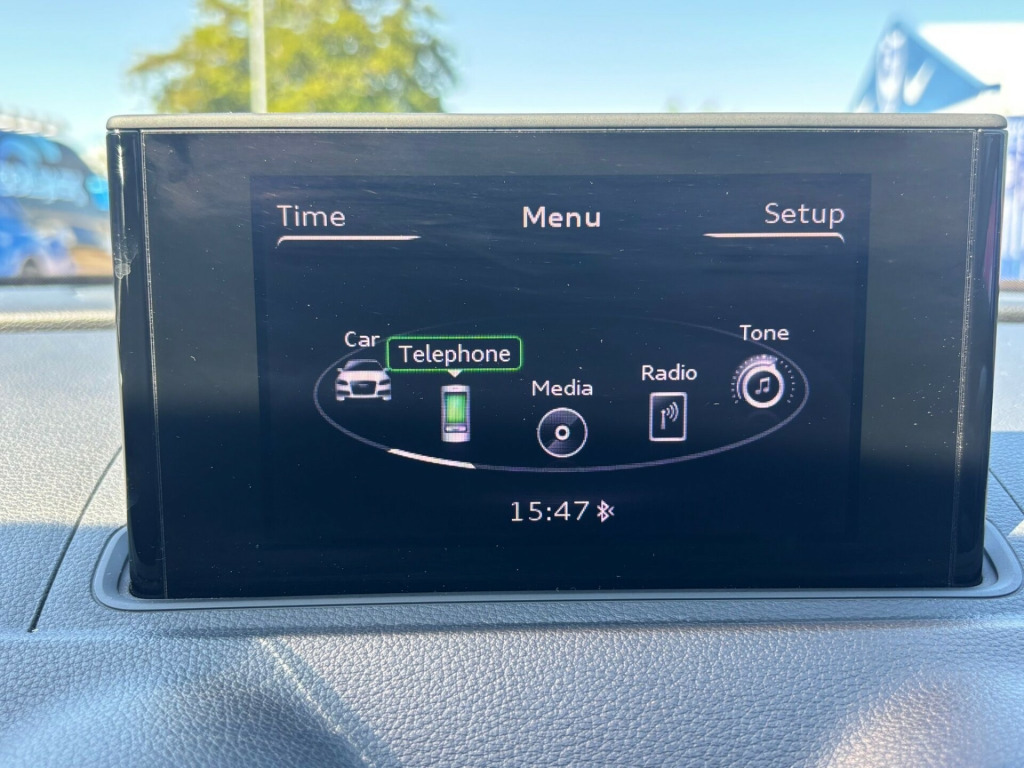 Time
Menu
Setup
Car
Telephone
Media
Radio
Tone
15:47